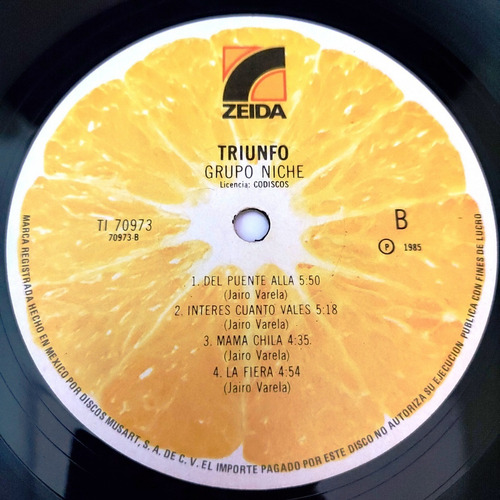 ZEIDA
TRIUNFO
GRUPO NICHE
Licencia: CODISCOS
TI 70973
70973-B
B
P 1985
1. DEL PUENTE ALLA 5:50
(Jairo Varela)
2. INTERES CUANTO VALES 5:18
(Jairo Varela)
3. MAMA CHILA 4:35
(Jairo Varela)
4. LA FIERA 4:54
(Jairo Varela)
MARCA REGISTRADA HECHO EN MEXICO POR DISCOS MUSART, S. A. DE C. V. EL IMPORTE PAGADO POR ESTE DISCO NO AUTORIZA SU EJECUCION PUBLICA CON FINES DE LUCRO